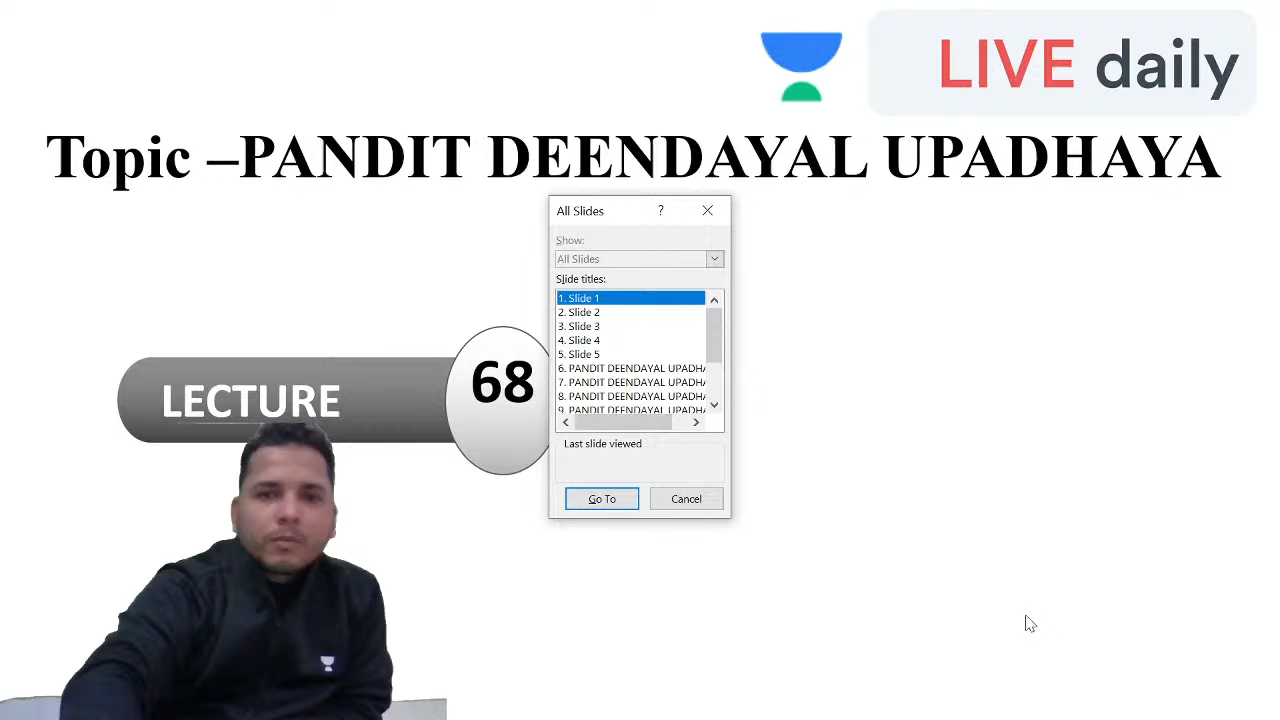 LIVE daily
Topic –PANDIT DEENDAYAL UPADHAYA
All Slides ?
Show:
All Slides
Slide titles:
1. Slide 1
2. Slide 2
3. Slide 3
4. Slide 4
5. Slide 5
6. PANDIT DEENDAYAL UPADHA
7. PANDIT DEENDAYAL UPADHA
8. PANDIT DEENDAYAL UPADHA
9. PANDIT DEENDAYAL UPADHA
LECTURE 68
Last slide viewed
Go To Cancel